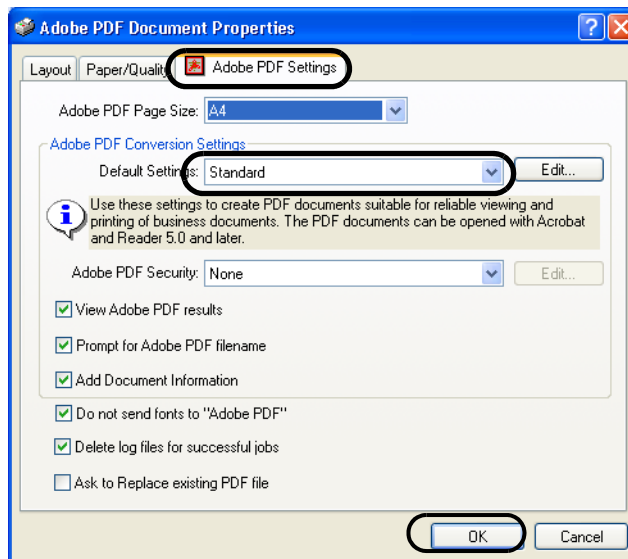 Adobe PDF Document Properties
Layout
Paper/Quality
Adobe PDF Settings
Adobe PDF Page Size: A4
Adobe PDF Conversion Settings
Default Settings: Standard
Edit...
Use these settings to create PDF documents suitable for reliable viewing and
printing of business documents. The PDF documents can be opened with Acrobat
and Reader 5.0 and later.
Adobe PDF Security: None
Edit...
View Adobe PDF results
Prompt for Adobe PDF filename
Add Document Information
Do not send fonts to "Adobe PDF"
Delete log files for successful jobs
Ask to Replace existing PDF file
OK
Cancel